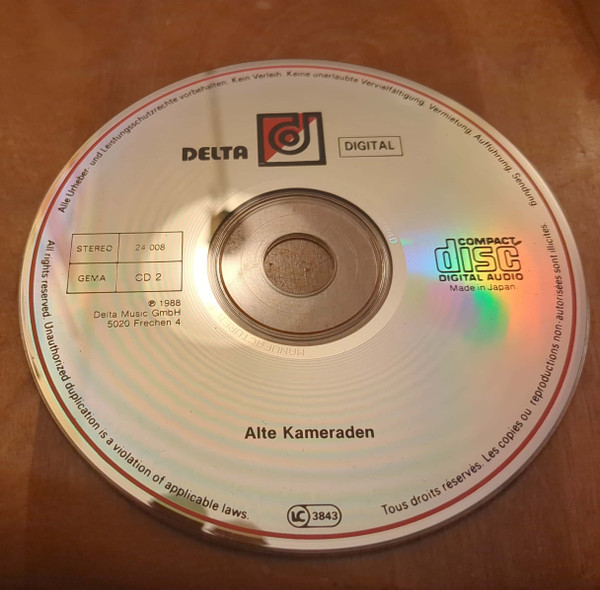 Alle Urheber- und Leistungsschutzrechte vorbehalten. Kein Verleih. Keine unerlaubte Vervielfältigung, Vermietung, Aufführung, Sendung.
DELTA
DIGITAL
STEREO 24 008
GEMA CD 2
℗ 1988
Delta Music GmbH
5020 Frechen 4
COMPACT
disc
DIGITAL AUDIO
Made in Japan
Alte Kameraden
LC 3843
All rights reserved. Unauthorized duplication is a violation of applicable laws.
Tous droits réservés. Les copies ou reproductions non-autorisées sont illicites